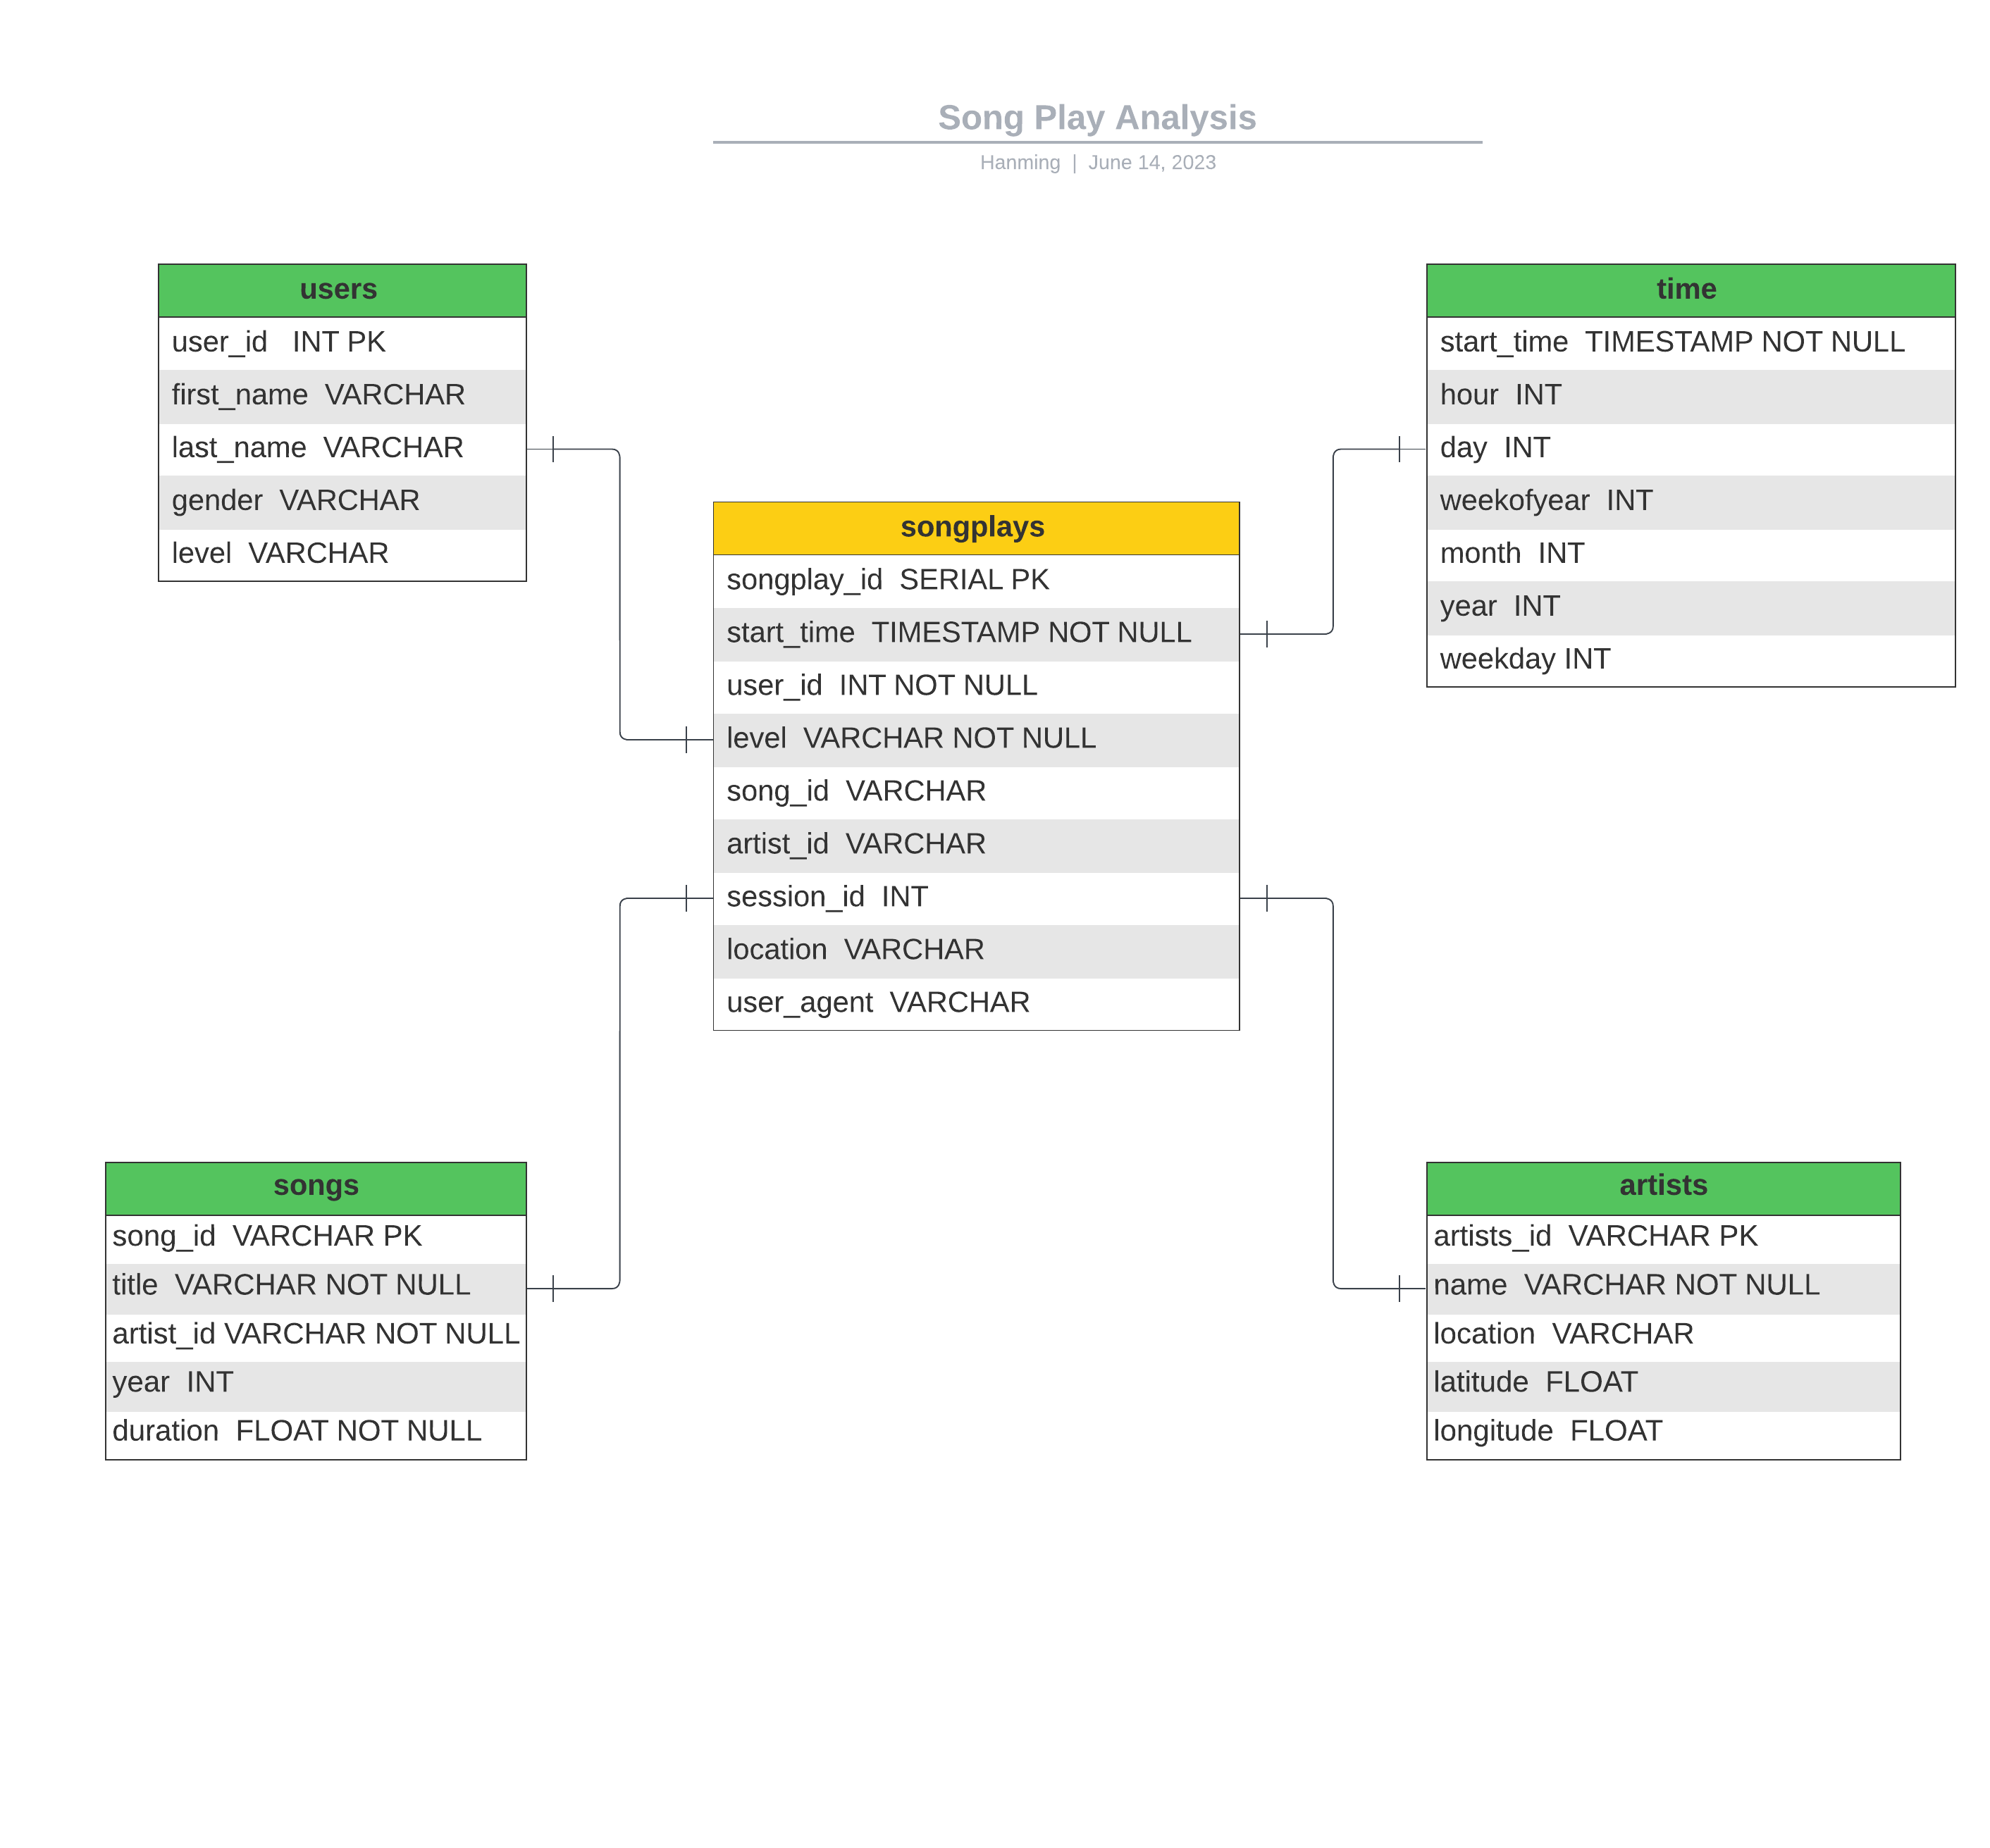 Song Play Analysis
Hanming | June 14, 2023
users
user_id INT PK
first_name VARCHAR
last_name VARCHAR
gender VARCHAR
level VARCHAR
time
start_time TIMESTAMP NOT NULL
hour INT
day INT
weekofyear INT
month INT
year INT
weekday INT
songplays
songplay_id SERIAL PK
start_time TIMESTAMP NOT NULL
user_id INT NOT NULL
level VARCHAR NOT NULL
song_id VARCHAR
artist_id VARCHAR
session_id INT
location VARCHAR
user_agent VARCHAR
songs
song_id VARCHAR PK
title VARCHAR NOT NULL
artist_id VARCHAR NOT NULL
year INT
duration FLOAT NOT NULL
artists
artists_id VARCHAR PK
name VARCHAR NOT NULL
location VARCHAR
latitude FLOAT
longitude FLOAT